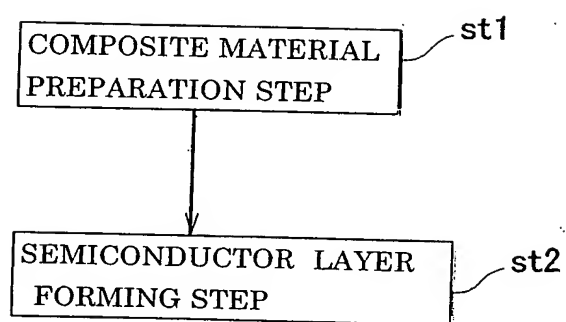 COMPOSITE MATERIAL
PREPARATION STEP
st1
SEMICONDUCTOR LAYER
FORMING STEP
st2